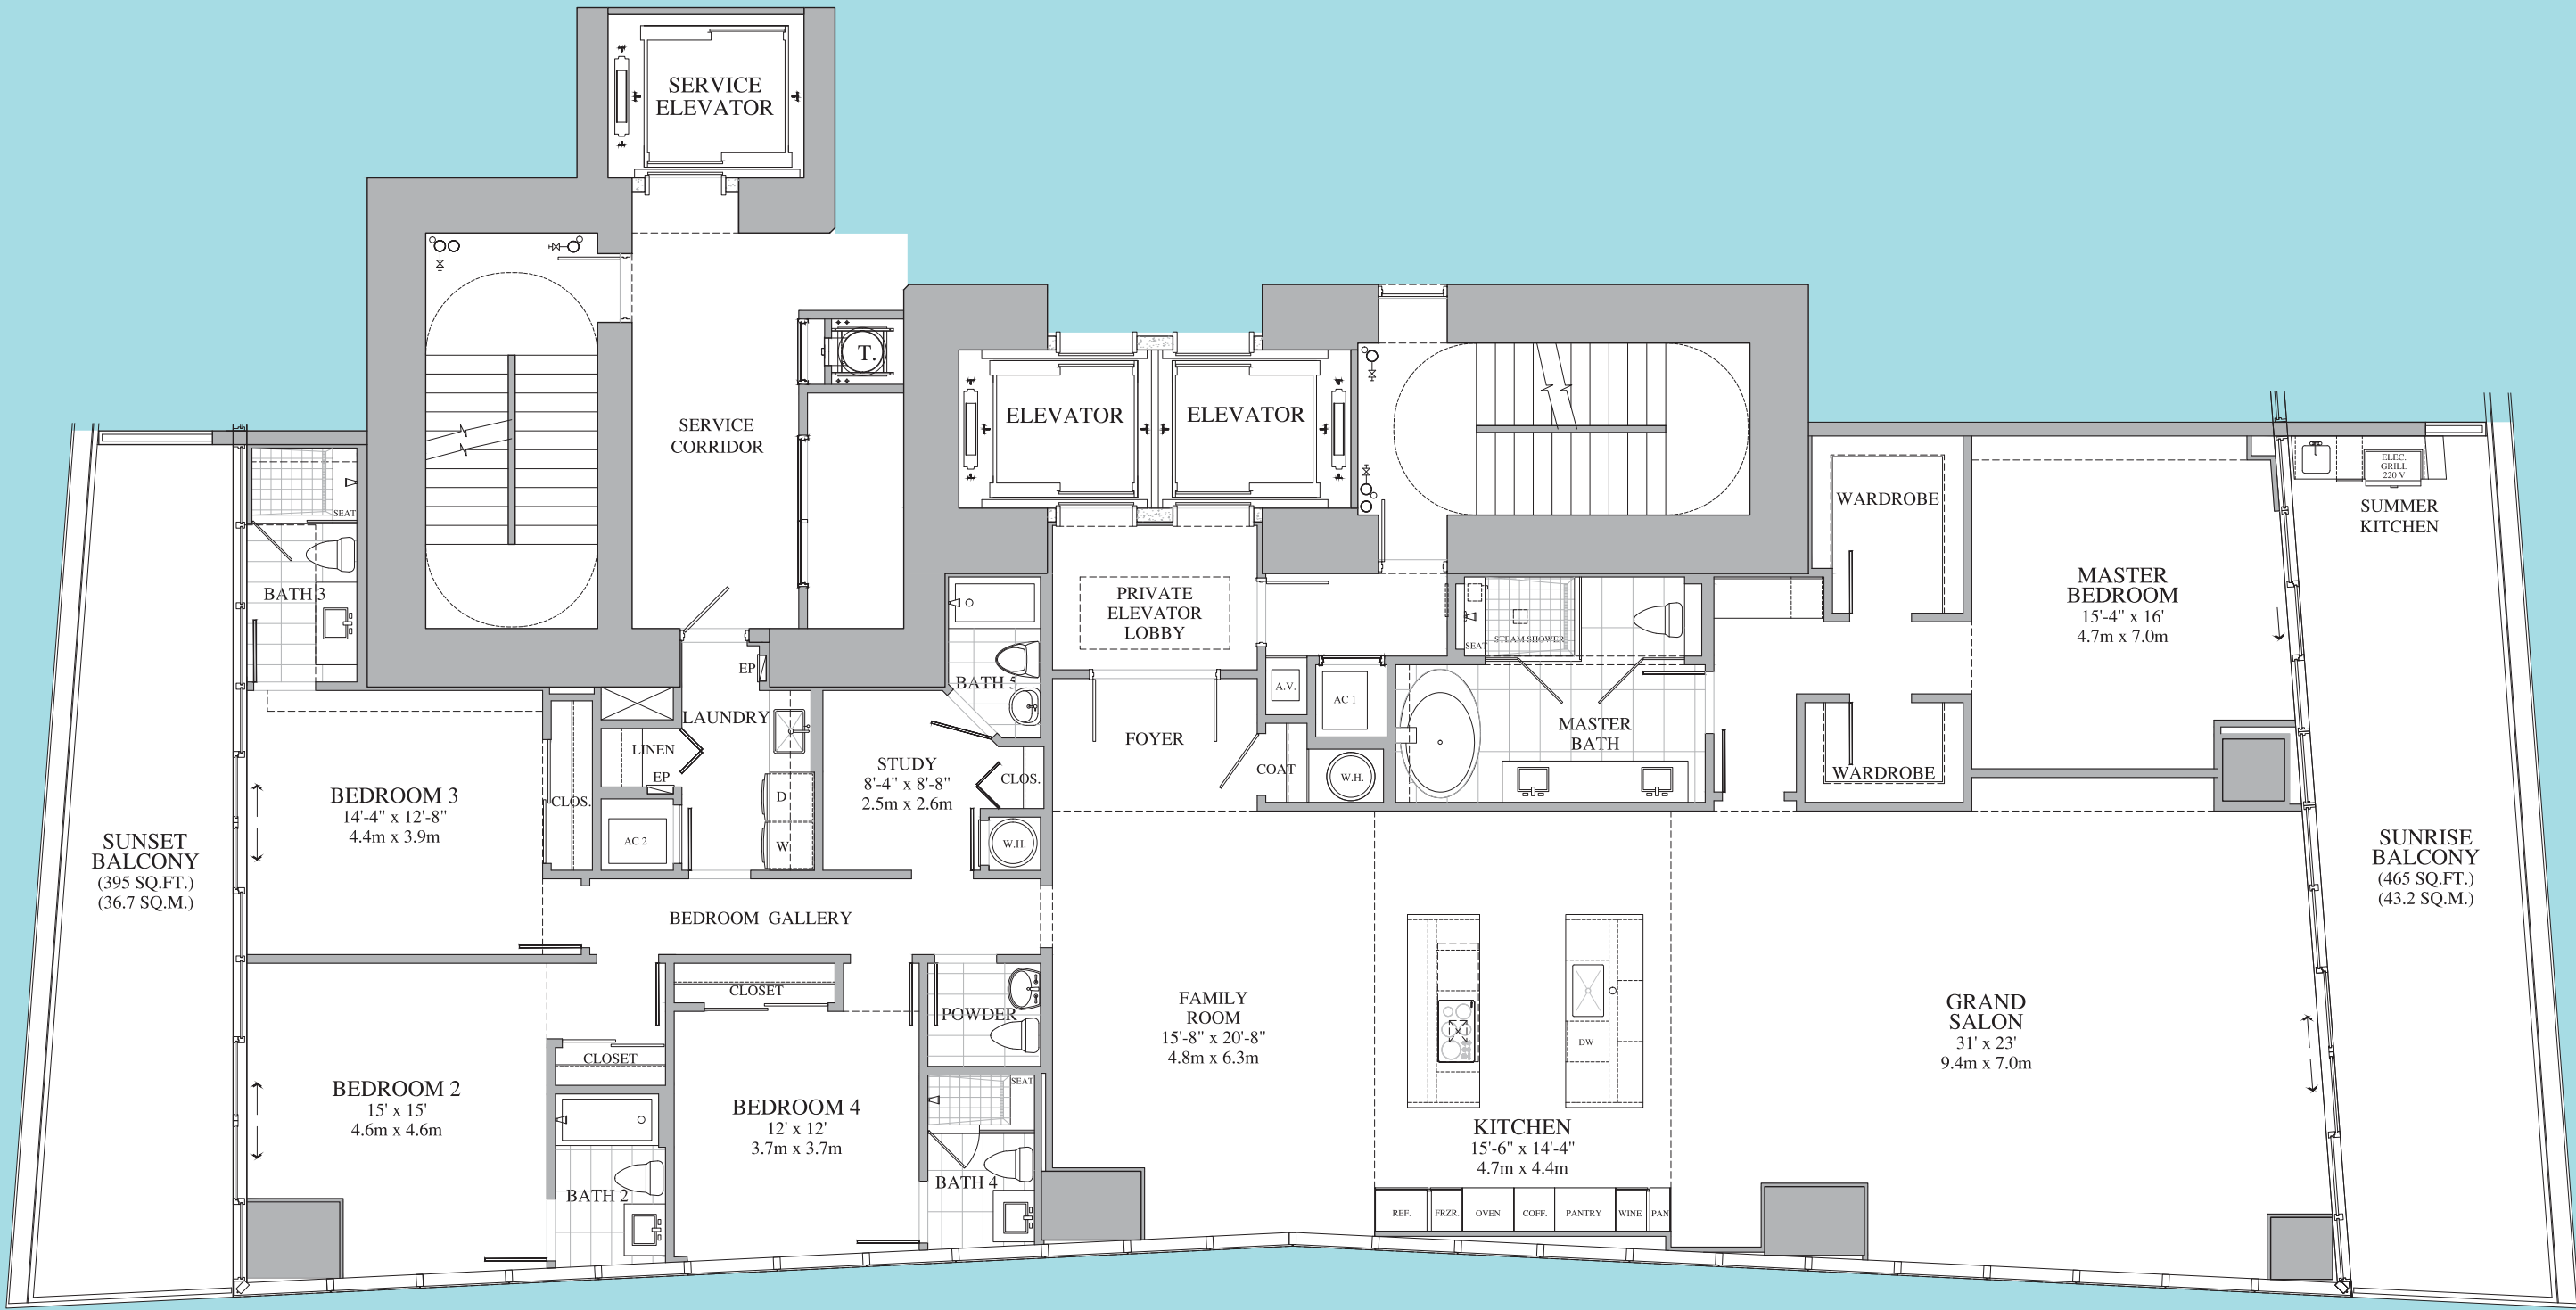 SERVICE
ELEVATOR
T.
SERVICE
CORRIDOR
ELEVATOR
ELEVATOR
WARDROBE
ELEC.
GRILL
220 V
SUMMER
KITCHEN
SEAT
BATH 3
PRIVATE
ELEVATOR
LOBBY
STEAM SHOWER
SEAT
MASTER
BEDROOM
15'-4" x 16'
4.7m x 7.0m
EP
BATH 5
A.V.
AC 1
LAUNDRY
LINEN
EP
FOYER
MASTER
BATH
COAT
W.H.
WARDROBE
STUDY
8'-4" x 8'-8"
2.5m x 2.6m
CLOS.
BEDROOM 3
14'-4" x 12'-8"
4.4m x 3.9m
CLOS.
D
W
AC 2
W.H.
SUNSET
BALCONY
(395 SQ.FT.)
(36.7 SQ.M.)
SUNRISE
BALCONY
(465 SQ.FT.)
(43.2 SQ.M.)
BEDROOM GALLERY
CLOSET
POWDER
FAMILY
ROOM
15'-8" x 20'-8"
4.8m x 6.3m
DW
GRAND
SALON
31' x 23'
9.4m x 7.0m
CLOSET
SEAT
BEDROOM 2
15' x 15'
4.6m x 4.6m
BEDROOM 4
12' x 12'
3.7m x 3.7m
KITCHEN
15'-6" x 14'-4"
4.7m x 4.4m
BATH 2
BATH 4
REF.
FRZR.
OVEN
COFF.
PANTRY
WINE
PAN